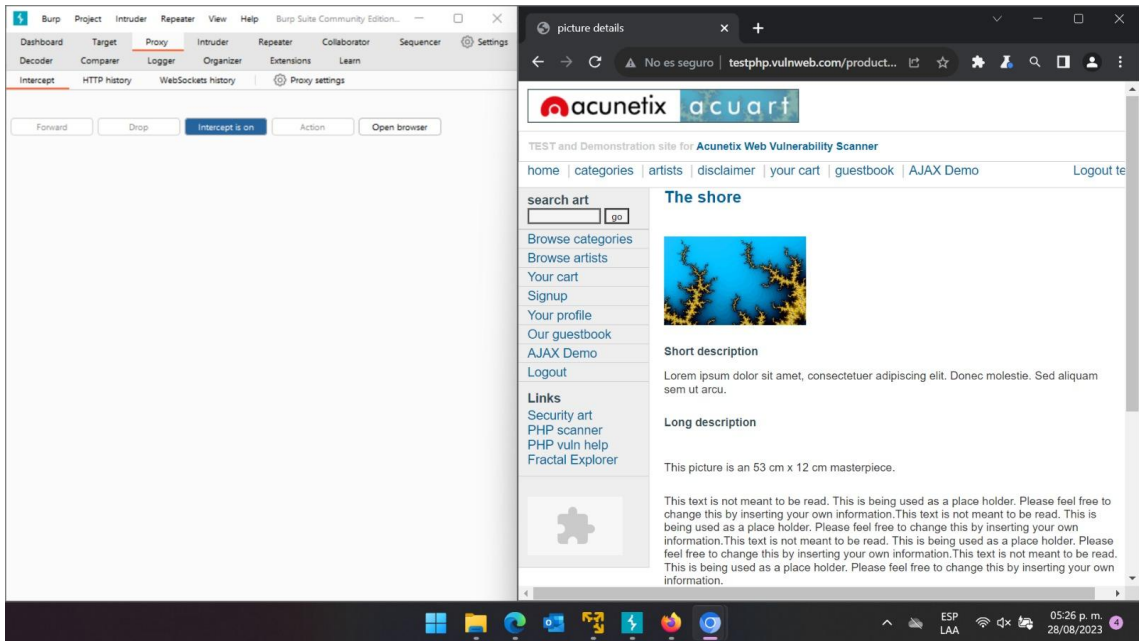 Burp Project Intruder Repeater View Help Burp Suite Community Edition...
Dashboard Target Proxy Intruder Repeater Collaborator Sequencer Settings
Decoder Comparer Logger Organizer Extensions Learn
Intercept HTTP history WebSockets history Proxy settings
Forward Drop Intercept is on Action Open browser
picture details
No es seguro testphp.vulnweb.com/product...
acunetix acuart
TEST and Demonstration site for Acunetix Web Vulnerability Scanner
home | categories | artists | disclaimer | your cart | guestbook | AJAX Demo Logout te
search art
go
Browse categories
Browse artists
Your cart
Signup
Your profile
Our guestbook
AJAX Demo
Logout
Links
Security art
PHP scanner
PHP vuln help
Fractal Explorer
The shore
Short description
Lorem ipsum dolor sit amet, consectetuer adipiscing elit. Donec molestie. Sed aliquam
sem ut arcu.
Long description
This picture is an 53 cm x 12 cm masterpiece.
This text is not meant to be read. This is being used as a place holder. Please feel free to
change this by inserting your own information.This text is not meant to be read. This is
being used as a place holder. Please feel free to change this by inserting your own
information.This text is not meant to be read. This is being used as a place holder. Please
feel free to change this by inserting your own information.This text is not meant to be read.
This is being used as a place holder. Please feel free to change this by inserting your own
information.
ESP
LAA
05:26 p. m.
28/08/2023
4